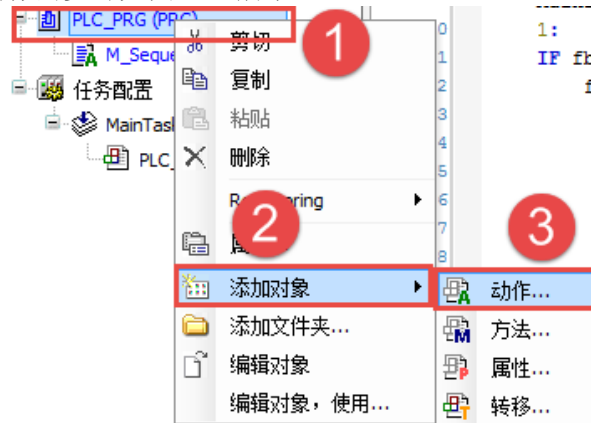 PLC_PRG (PRG)
M_Seque
任务配置
MainTas
PLC_
1
剪切
复制
粘贴
删除
R ring
2
添加对象
添加文件夹...
编辑对象
编辑对象，使用...
0
1
2
3
4
5
6
7
8
1:
IF fb
f
3
动作...
方法...
属性...
转移...